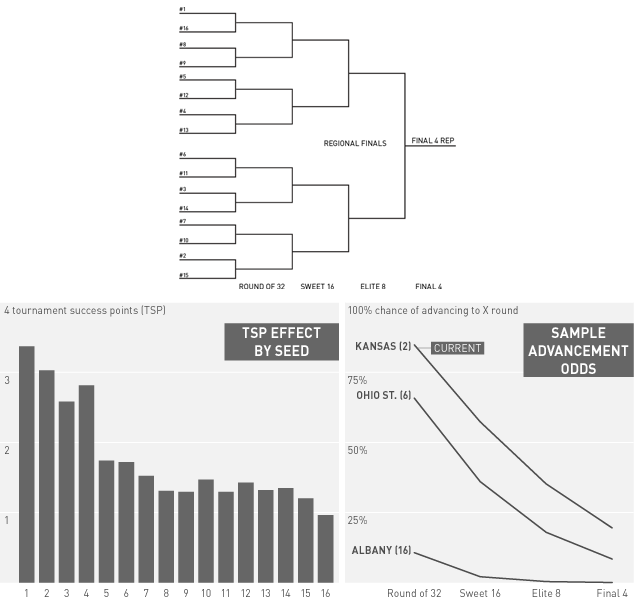 #1
#16
#8
#9
#5
#12
#4
#13
REGIONAL FINALS
FINAL 4 REP
#6
#11
#3
#14
#7
#10
#2
#15
ROUND OF 32 SWEET 16 ELITE 8 FINAL 4
4 tournament success points (TSP)
TSP EFFECT
BY SEED
3
2
1
1 2 3 4 5 6 7 8 9 10 11 12 13 14 15 16
100% chance of advancing to X round
SAMPLE
ADVANCEMENT
ODDS
KANSAS (2)
CURRENT
75%
OHIO ST. (6)
50%
25%
ALBANY (16)
Round of 32 Sweet 16 Elite 8 Final 4